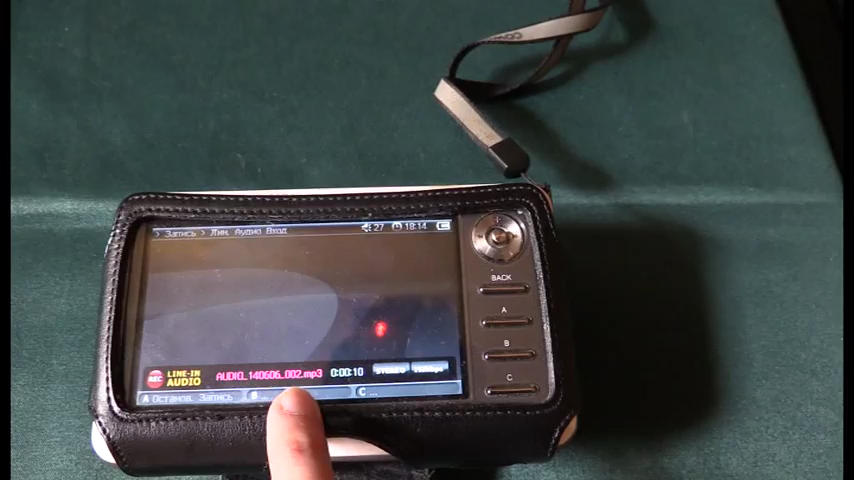 > Запись > Лин. Аудио Вход 27 18:14
BACK
A
B
C
REC LINE-IN AUDIO AUDIO_140606_002.mp3 0:00:10 STEREO
A Останов. Запись B ... C ...